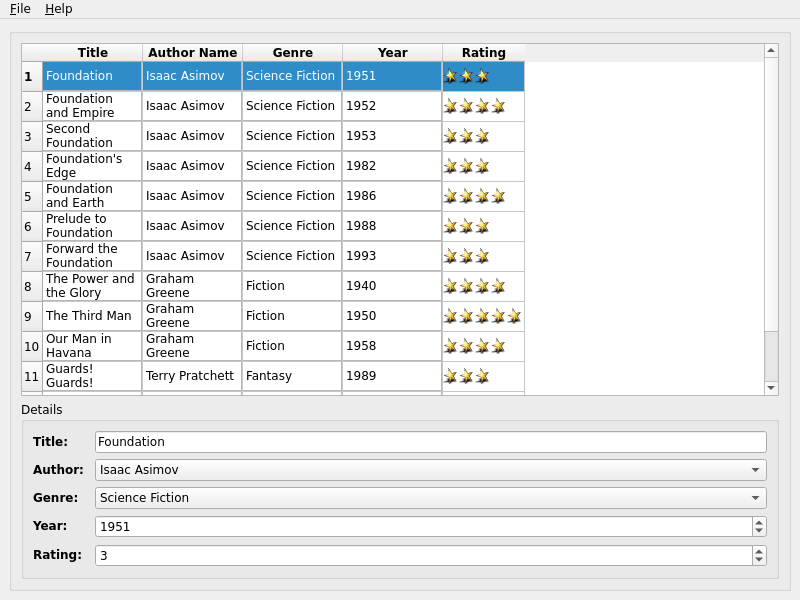 File Help
Title Author Name Genre Year Rating
1 Foundation Isaac Asimov Science Fiction 1951
2 Foundation and Empire Isaac Asimov Science Fiction 1952
3 Second Foundation Isaac Asimov Science Fiction 1953
4 Foundation's Edge Isaac Asimov Science Fiction 1982
5 Foundation and Earth Isaac Asimov Science Fiction 1986
6 Prelude to Foundation Isaac Asimov Science Fiction 1988
7 Forward the Foundation Isaac Asimov Science Fiction 1993
8 The Power and the Glory Graham Greene Fiction 1940
9 The Third Man Graham Greene Fiction 1950
10 Our Man in Havana Graham Greene Fiction 1958
11 Guards! Guards! Terry Pratchett Fantasy 1989
Details
Title: Foundation
Author: Isaac Asimov
Genre: Science Fiction
Year: 1951
Rating: 3